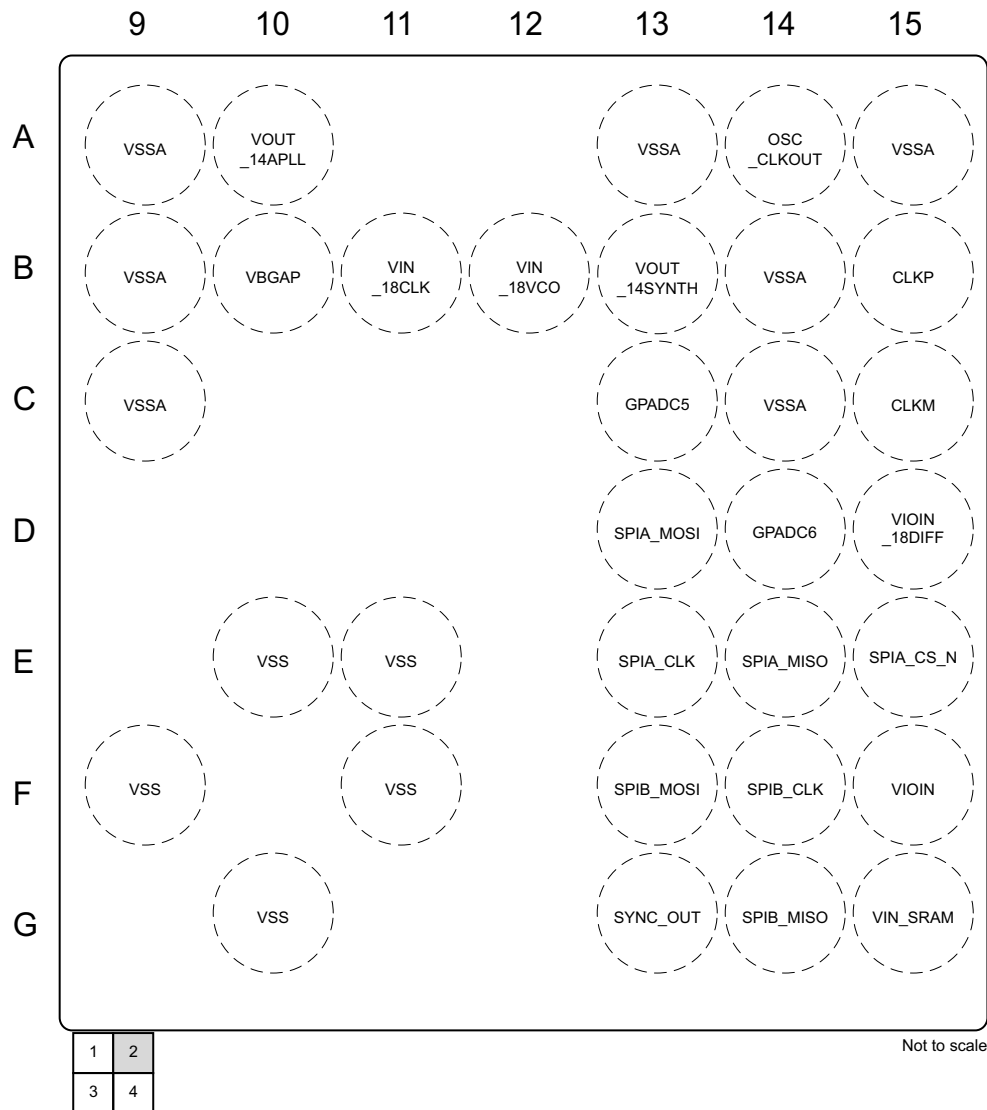 9 10 11 12 13 14 15
A
VSSA
VOUT
_14APLL
VSSA
OSC
_CLKOUT
VSSA
B
VSSA
VBGAP
VIN
_18CLK
VIN
_18VCO
VOUT
_14SYNTH
VSSA
CLKP
C
VSSA
GPADC5
VSSA
CLKM
D
SPIA_MOSI
GPADC6
VIOIN
_18DIFF
E
VSS
VSS
SPIA_CLK
SPIA_MISO
SPIA_CS_N
F
VSS
VSS
SPIB_MOSI
SPIB_CLK
VIOIN
G
VSS
SYNC_OUT
SPIB_MISO
VIN_SRAM
1 2
3 4
Not to scale